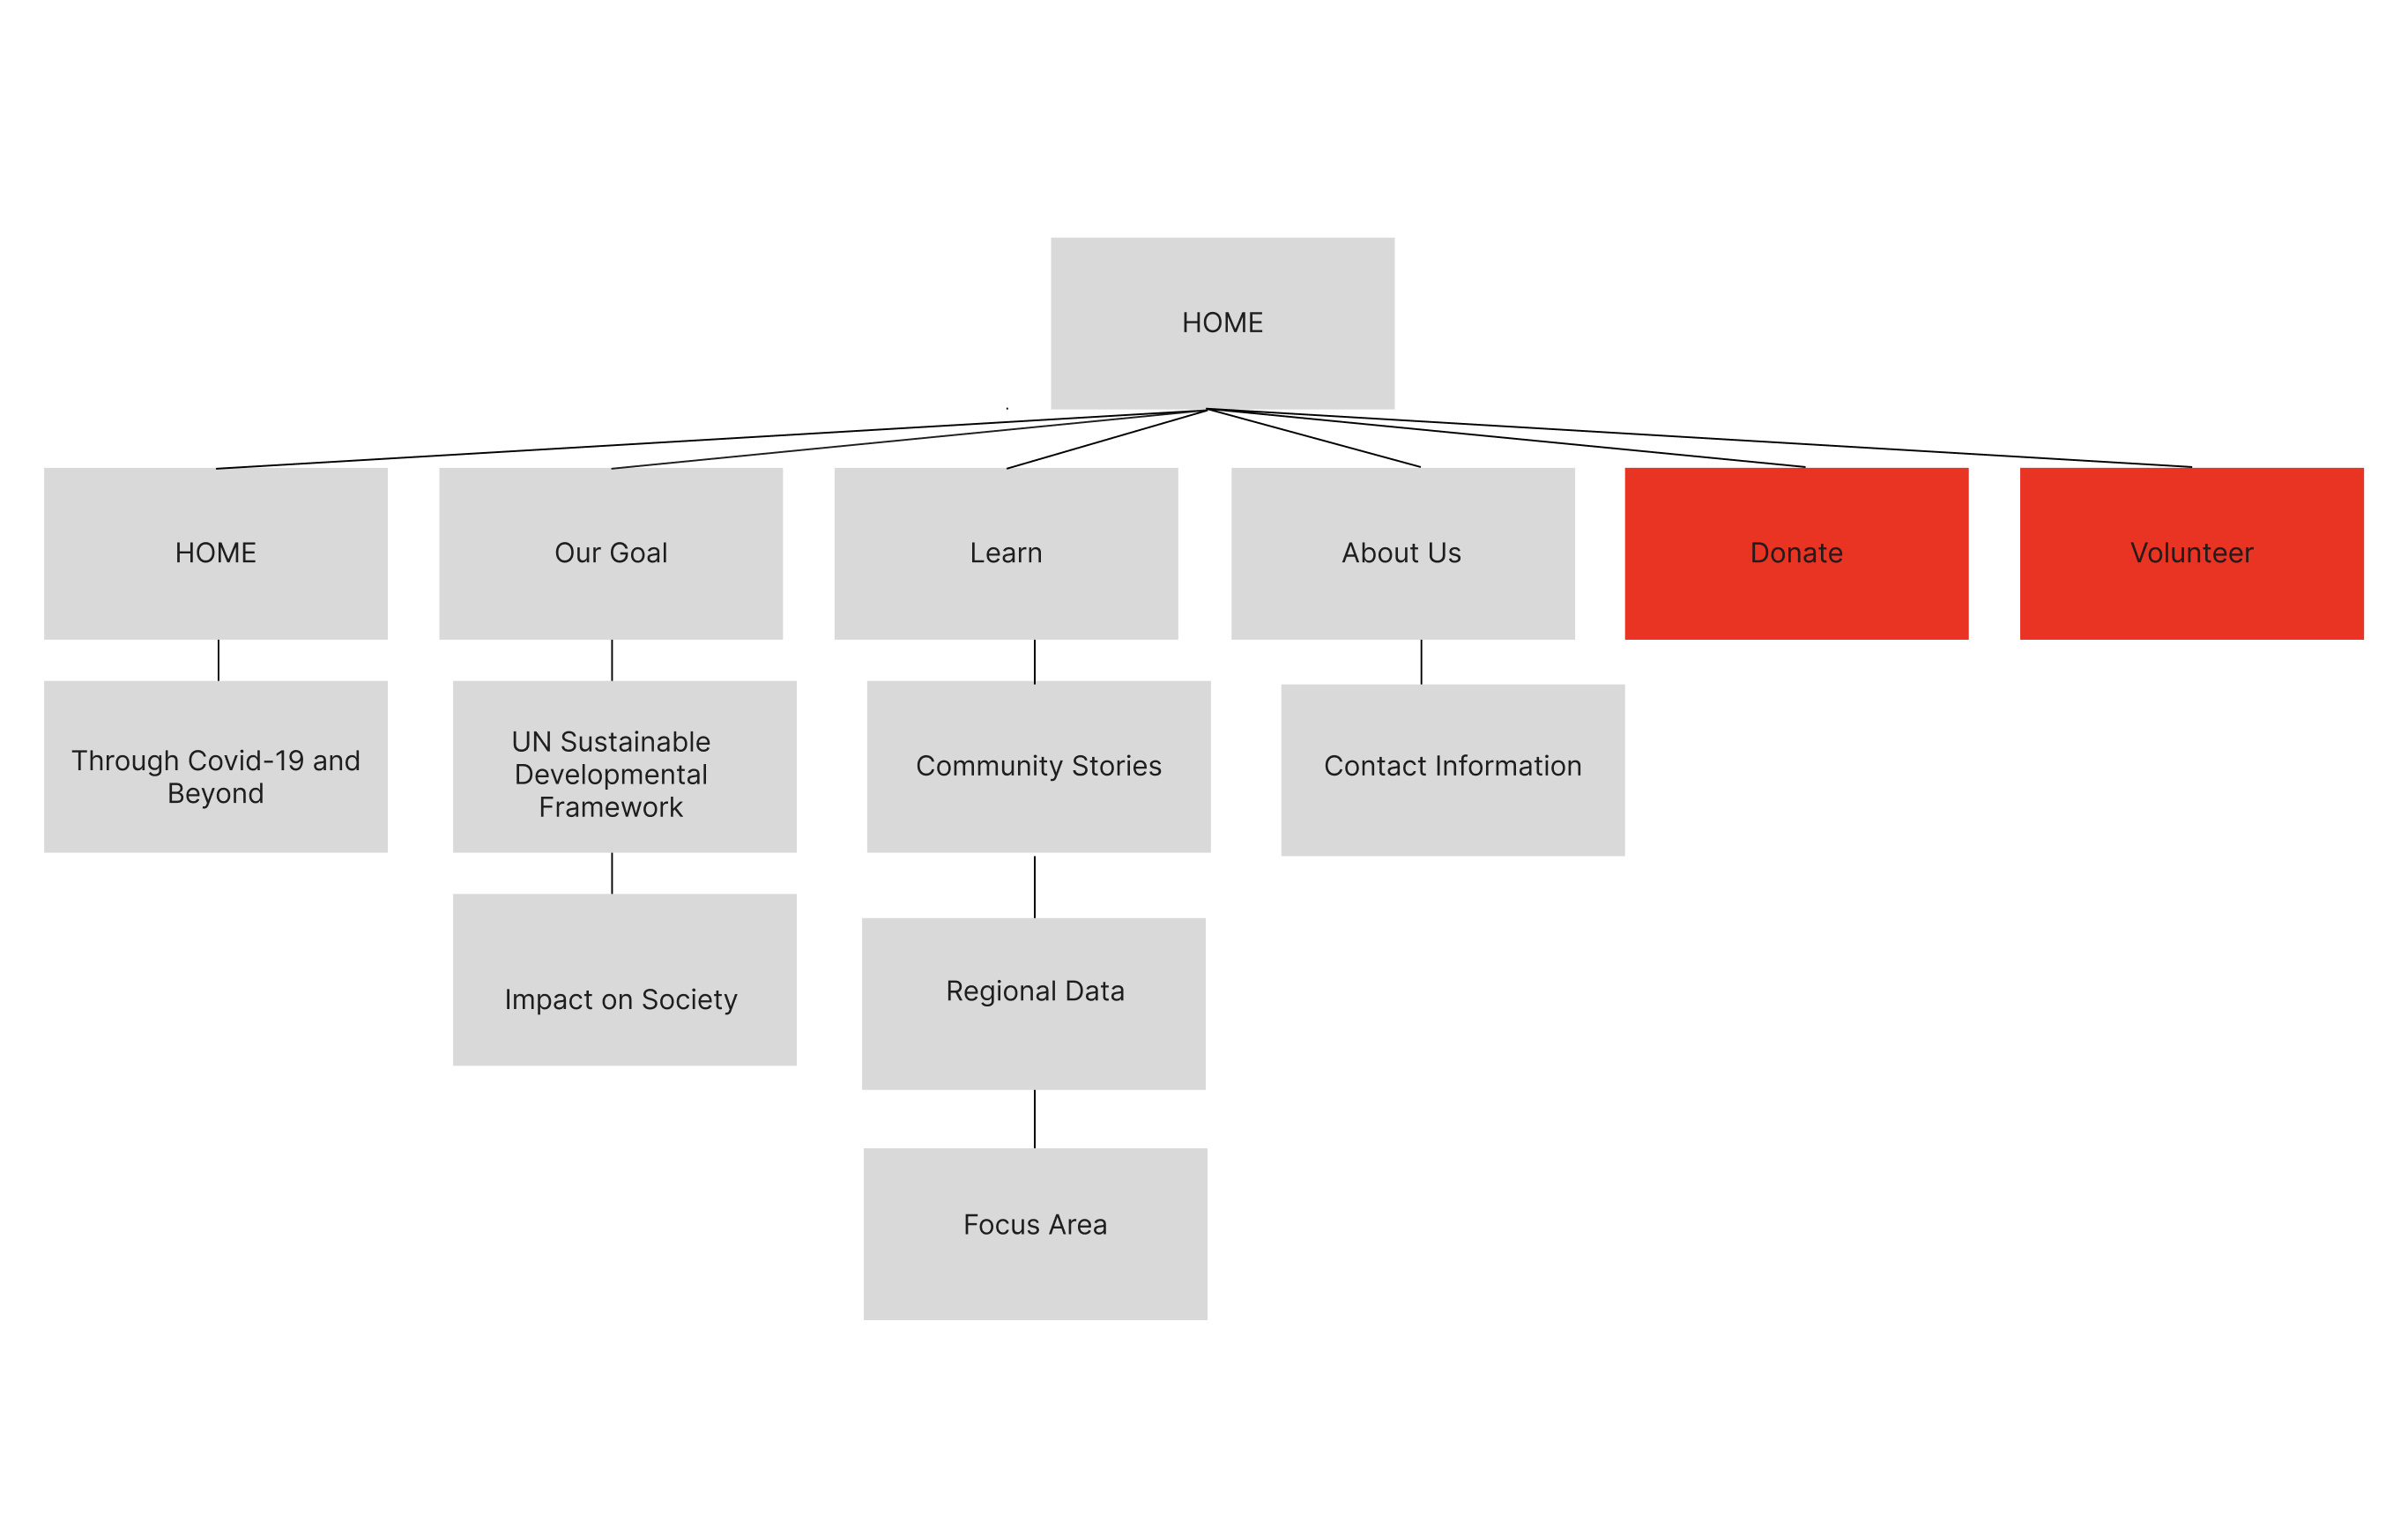 HOME
HOME
Our Goal
Learn
About Us
Donate
Volunteer
Through Covid-19 and
Beyond
UN Sustainable
Developmental
Framework
Community Stories
Contact Information
Impact on Society
Regional Data
Focus Area